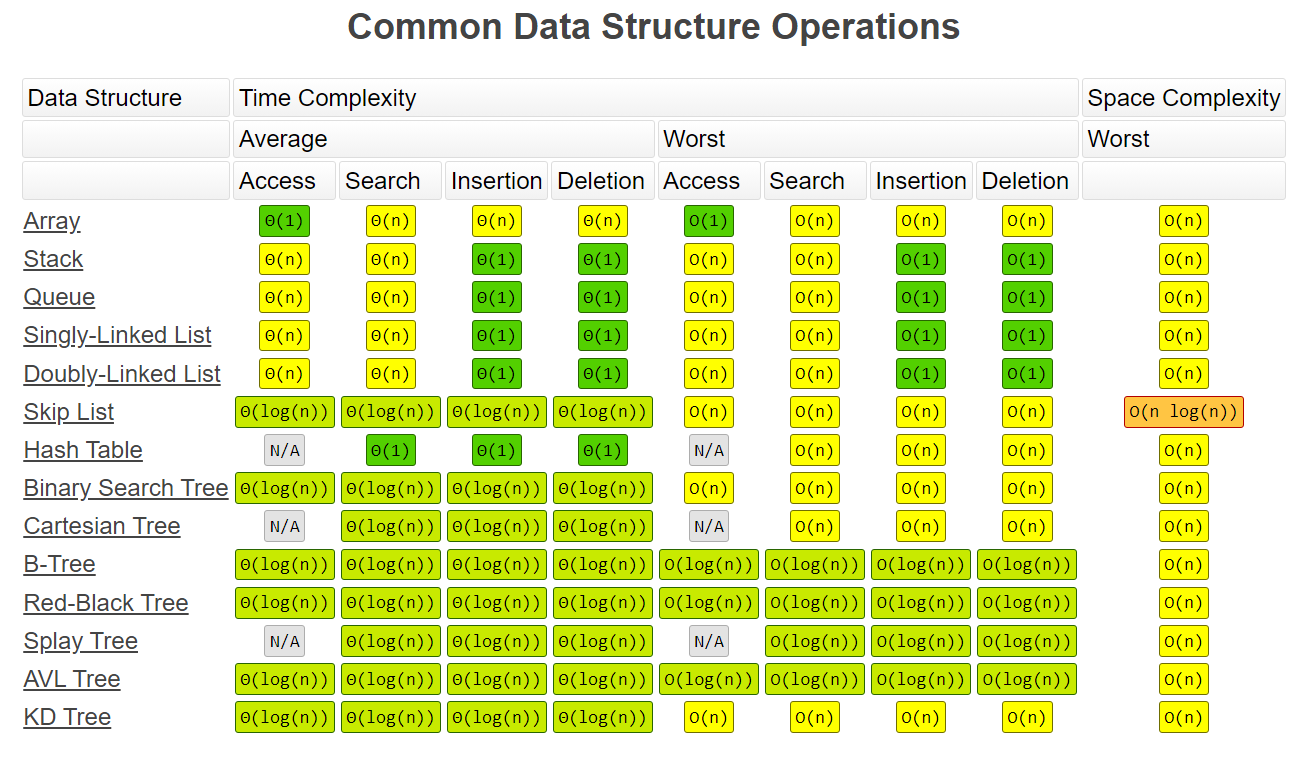 Common Data Structure Operations
Data Structure Time Complexity Space Complexity
Average Worst Worst
Access Search Insertion Deletion Access Search Insertion Deletion
Array Θ(1) Θ(n) Θ(n) Θ(n) O(1) O(n) O(n) O(n) O(n)
Stack Θ(n) Θ(n) Θ(1) Θ(1) O(n) O(n) O(1) O(1) O(n)
Queue Θ(n) Θ(n) Θ(1) Θ(1) O(n) O(n) O(1) O(1) O(n)
Singly-Linked List Θ(n) Θ(n) Θ(1) Θ(1) O(n) O(n) O(1) O(1) O(n)
Doubly-Linked List Θ(n) Θ(n) Θ(1) Θ(1) O(n) O(n) O(1) O(1) O(n)
Skip List Θ(log(n)) Θ(log(n)) Θ(log(n)) Θ(log(n)) O(n) O(n) O(n) O(n) O(n log(n))
Hash Table N/A Θ(1) Θ(1) Θ(1) N/A O(n) O(n) O(n) O(n)
Binary Search Tree Θ(log(n)) Θ(log(n)) Θ(log(n)) Θ(log(n)) O(n) O(n) O(n) O(n) O(n)
Cartesian Tree N/A Θ(log(n)) Θ(log(n)) Θ(log(n)) N/A O(n) O(n) O(n) O(n)
B-Tree Θ(log(n)) Θ(log(n)) Θ(log(n)) Θ(log(n)) O(log(n)) O(log(n)) O(log(n)) O(log(n)) O(n)
Red-Black Tree Θ(log(n)) Θ(log(n)) Θ(log(n)) Θ(log(n)) O(log(n)) O(log(n)) O(log(n)) O(log(n)) O(n)
Splay Tree N/A Θ(log(n)) Θ(log(n)) Θ(log(n)) N/A O(log(n)) O(log(n)) O(log(n)) O(n)
AVL Tree Θ(log(n)) Θ(log(n)) Θ(log(n)) Θ(log(n)) O(log(n)) O(log(n)) O(log(n)) O(log(n)) O(n)
KD Tree Θ(log(n)) Θ(log(n)) Θ(log(n)) Θ(log(n)) O(n) O(n) O(n) O(n) O(n)